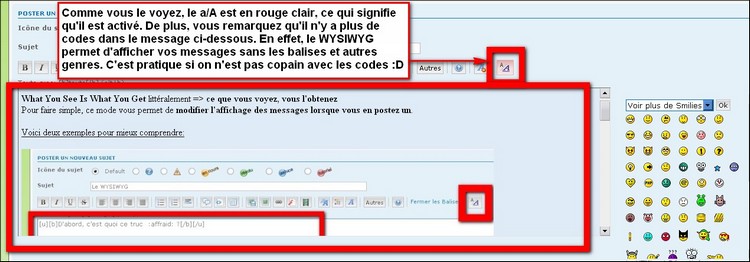 Comme vous le voyez, le a/A est en rouge clair, ce qui signifie
qu'il est activé. De plus, vous remarquez qu'il n'y a plus de
codes dans le message ci-dessous. En effet, le WYSIWYG
permet d'afficher vos messages sans les balises et autres
genres. C'est pratique si on n'est pas copain avec les codes :D
POSTER UN
Icône du s
Sujet
B I U S
Autres
What You See Is What You Get littéralement => ce que vous voyez, vous l'obtenez
Pour faire simple, ce mode vous permet de modifier l'affichage des messages lorsque vous en postez un.
Voici deux exemples pour mieux comprendre:
Voir plus de Smilies Ok
POSTER UN NOUVEAU SUJET
Icône du sujet Default
Sujet Le WYSIWYG
B I U S Autres Fermer les Balises
[u][b]D'abord, c'est quoi ce truc :affraid: ?[/b][/u]